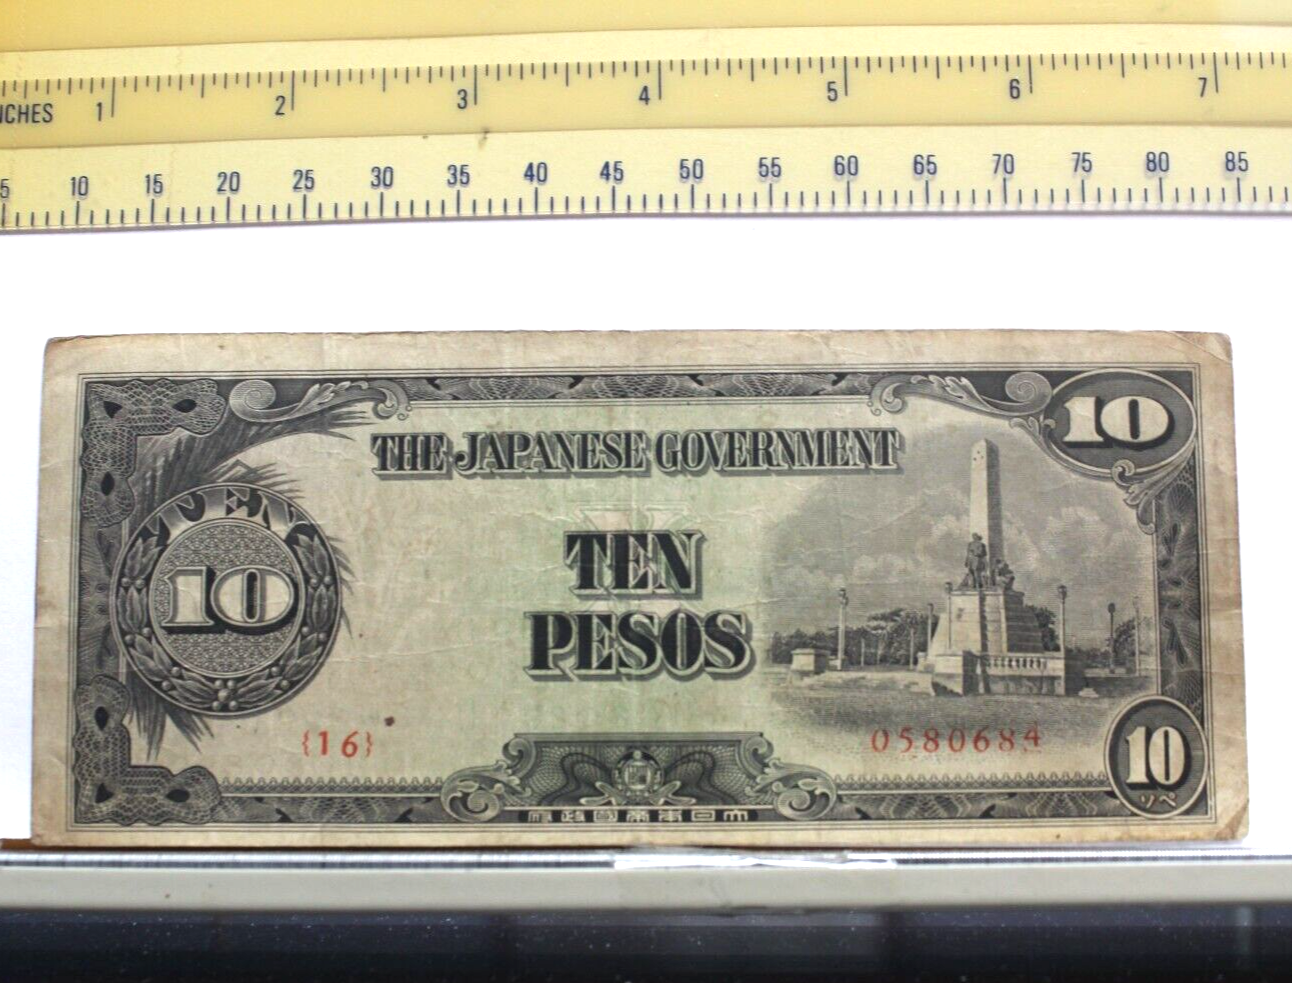 INCHES 1 2 3 4 5 6 7
5 10 15 20 25 30 35 40 45 50 55 60 65 70 75 80 85
10
THE JAPANESE GOVERNMENT
TEN
10
TEN
PESOS
{16}
0580684
10
ソペ
府政國帝本日大